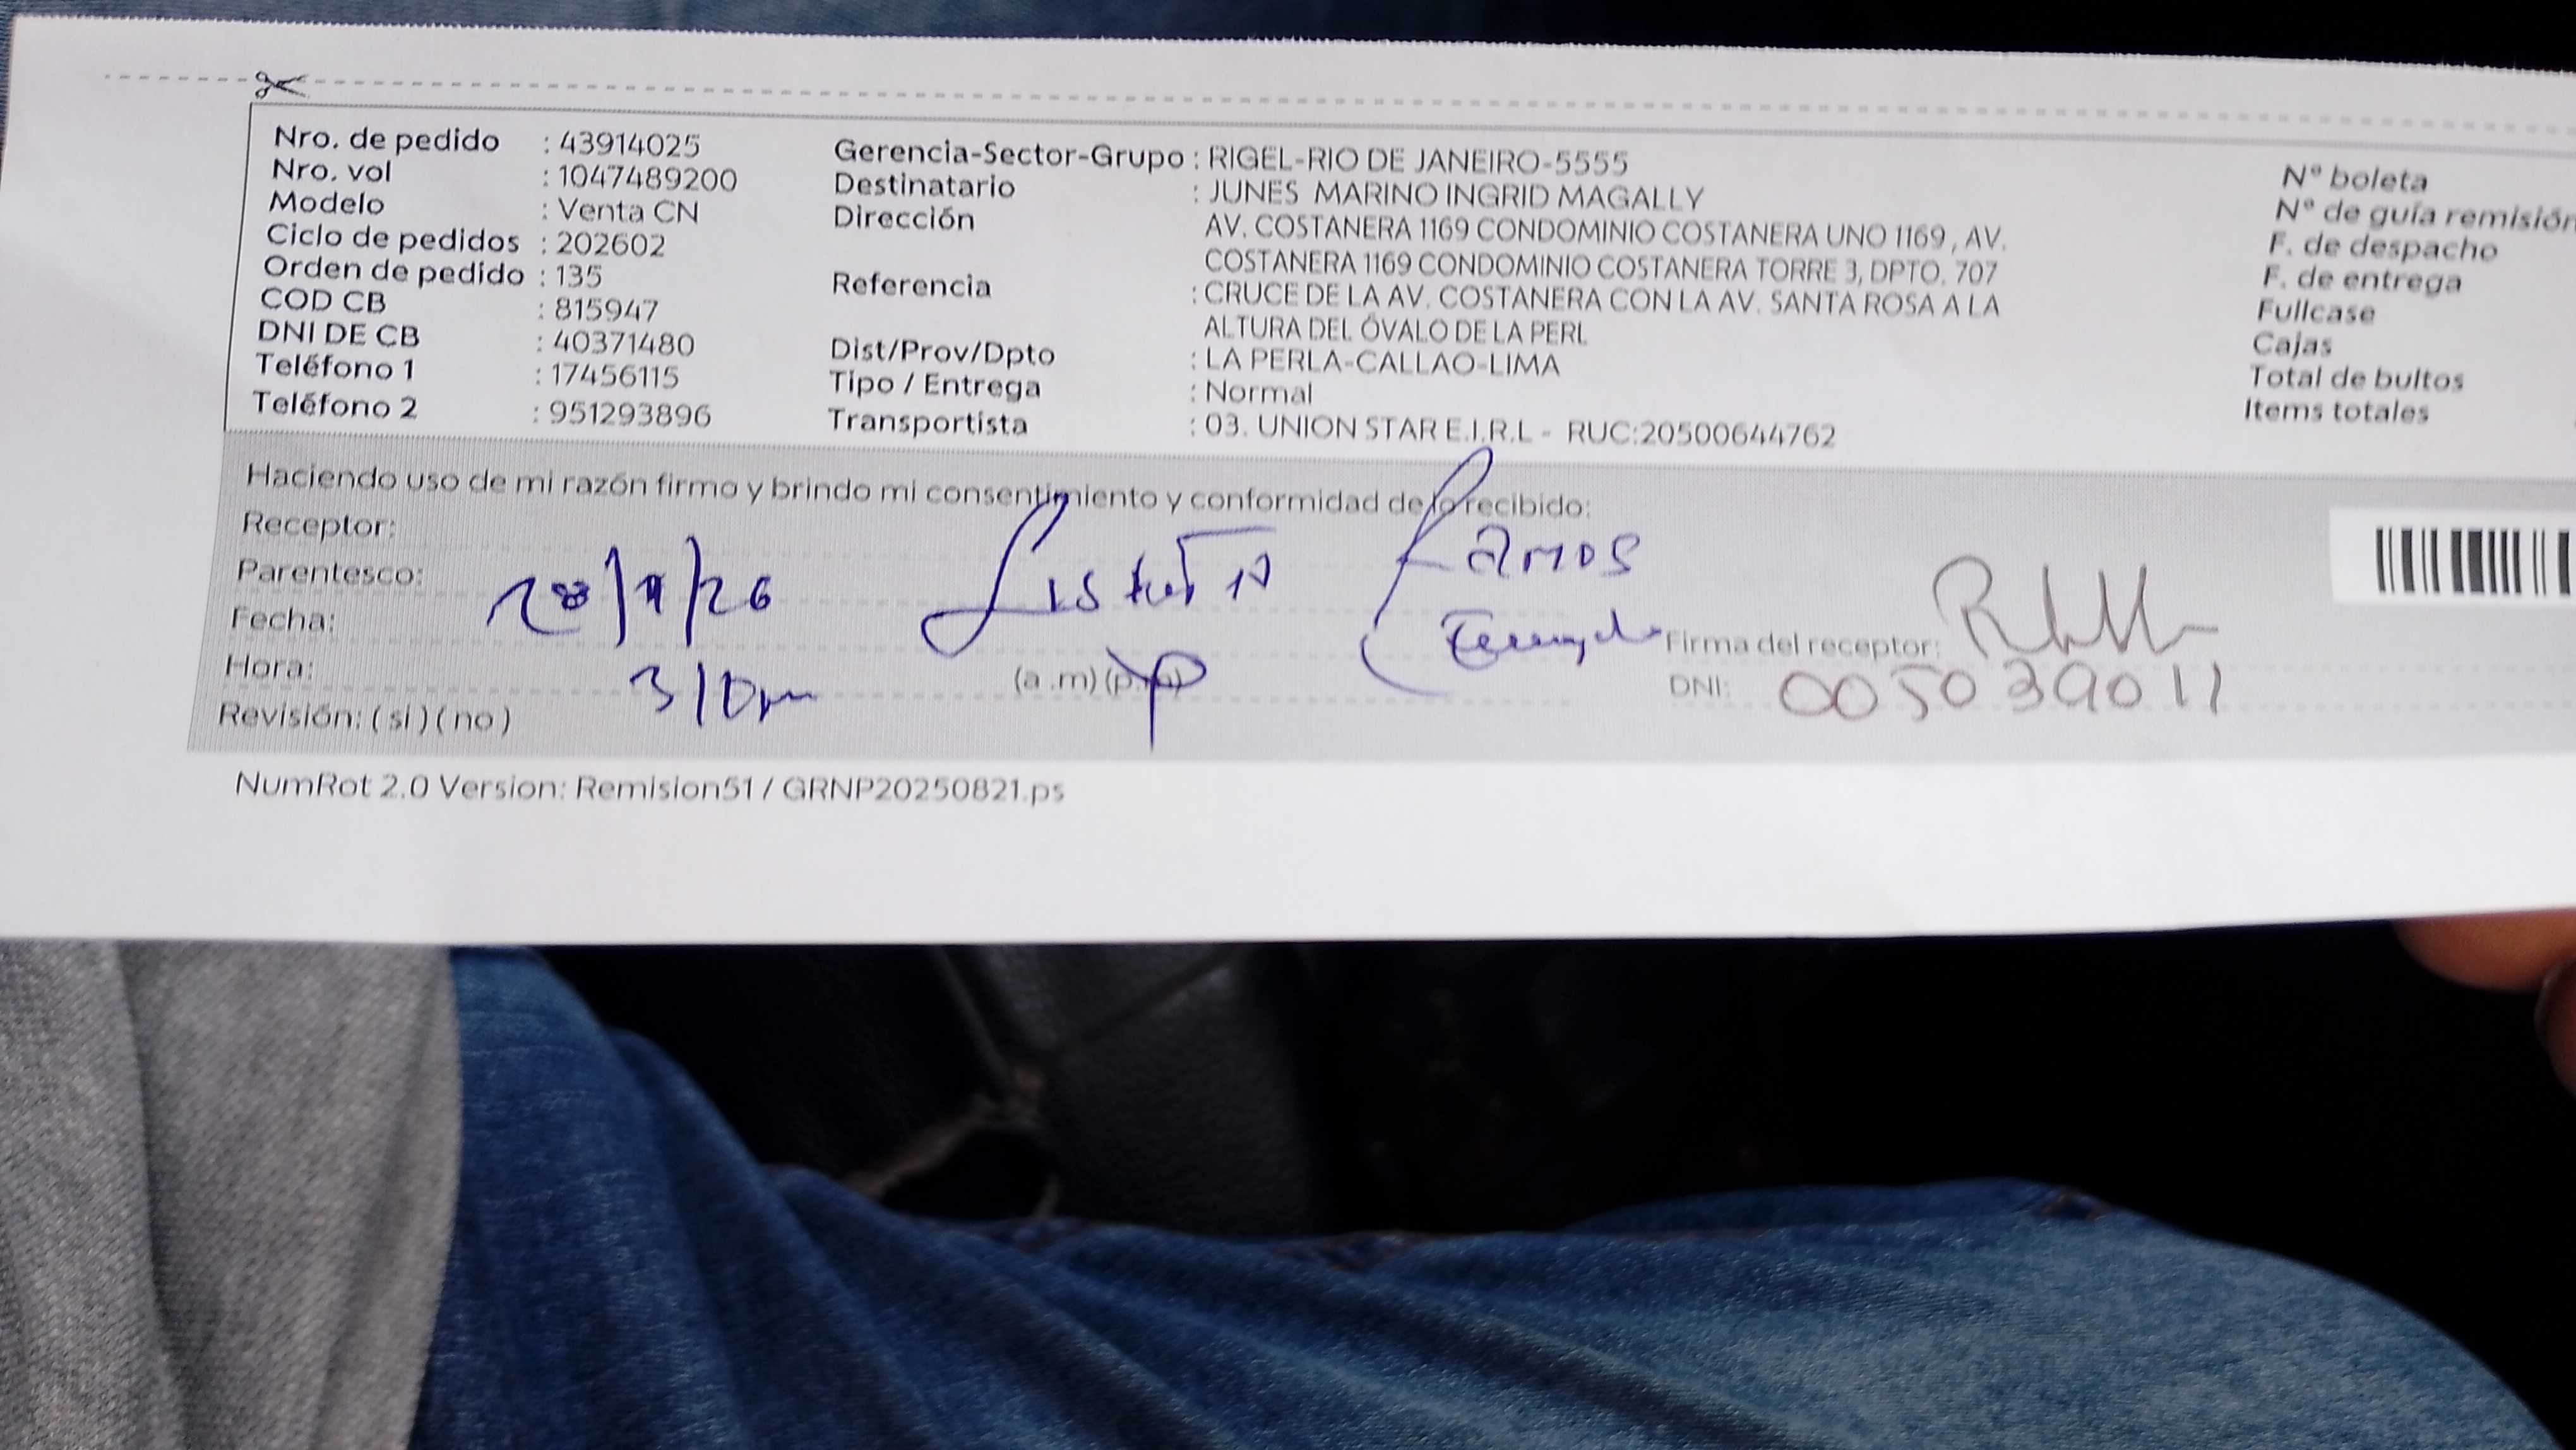 Nro. de pedido : 43914025
Nro. vol : 1047489200
Modelo : Venta CN
Ciclo de pedidos : 202602
Orden de pedido : 135
COD CB : 815947
DNI DE CB : 40371480
Teléfono 1 : 17456115
Teléfono 2 : 951293896
Gerencia-Sector-Grupo : RIGEL-RIO DE JANEIRO-5555
Destinatario : JUNES MARINO INGRID MAGALLY
Dirección AV. COSTANERA 1169 CONDOMINIO COSTANERA UNO 1169 , AV.
COSTANERA 1169 CONDOMINIO COSTANERA TORRE 3, DPTO. 707
Referencia : CRUCE DE LA AV. COSTANERA CON LA AV. SANTA ROSA A LA
ALTURA DEL ÓVALO DE LA PERL
Dist/Prov/Dpto : LA PERLA-CALLAO-LIMA
Tipo / Entrega : Normal
Transportista : 03. UNION STAR E.I.R.L - RUC:20500644762
N° boleta
N° de guía remisión
F. de despacho
F. de entrega
Fullcase
Cajas
Total de bultos
Items totales
Haciendo uso de mi razón firmo y brindo mi consentimiento y conformidad de lo recibido:
Receptor: Ramos
Parentesco:
Fecha: /26
Hora: 310pm (a.m) (p.m)
Revisión: ( si ) ( no )
Firma del receptor:
DNI: 005039011
NumRot 2.0 Version: Remision51 / GRNP20250821.ps